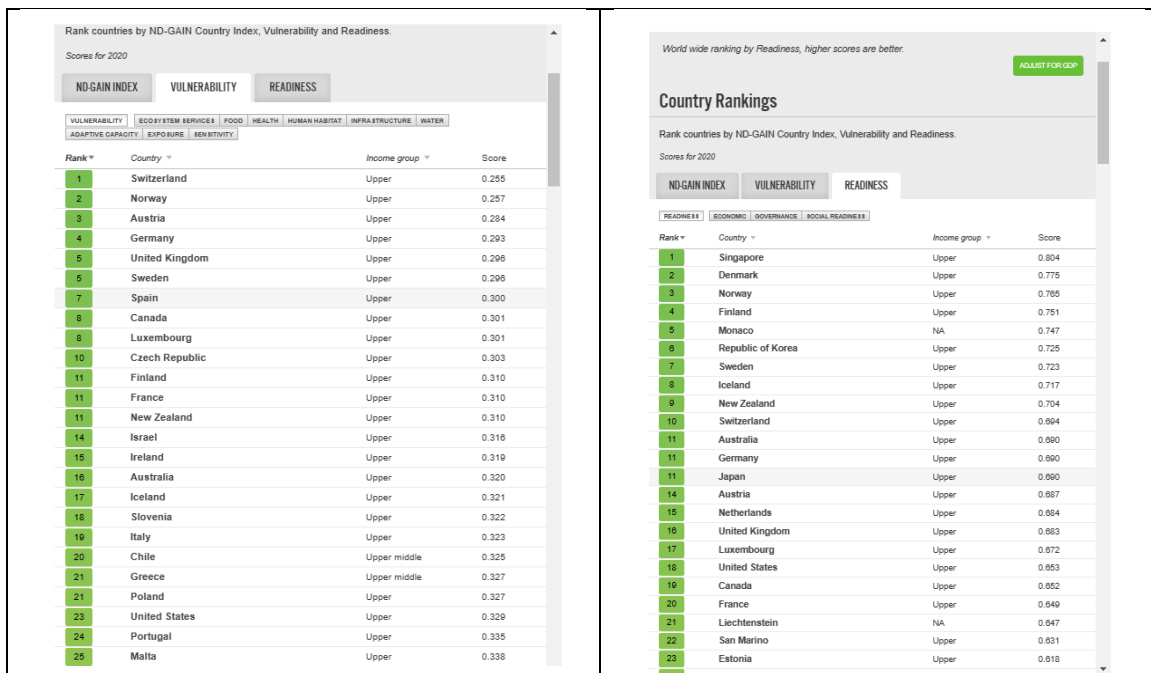 Rank countries by ND-GAIN Country Index, Vulnerability and Readiness.
Scores for 2020
ND-GAIN INDEX VULNERABILITY READINESS
VULNERABILITY ECOSYSTEM SERVICES FOOD HEALTH HUMAN HABITAT INFRASTRUCTURE WATER
ADAPTIVE CAPACITY EXPOSURE SENSITIVITY
Rank Country Income group Score
1 Switzerland Upper 0.255
2 Norway Upper 0.257
3 Austria Upper 0.284
4 Germany Upper 0.293
5 United Kingdom Upper 0.296
5 Sweden Upper 0.296
7 Spain Upper 0.300
8 Canada Upper 0.301
8 Luxembourg Upper 0.301
10 Czech Republic Upper 0.303
11 Finland Upper 0.310
11 France Upper 0.310
11 New Zealand Upper 0.310
14 Israel Upper 0.316
15 Ireland Upper 0.319
16 Australia Upper 0.320
17 Iceland Upper 0.321
18 Slovenia Upper 0.322
19 Italy Upper 0.323
20 Chile Upper middle 0.325
21 Greece Upper middle 0.327
21 Poland Upper 0.327
23 United States Upper 0.329
24 Portugal Upper 0.335
25 Malta Upper 0.338
World wide ranking by Readiness, higher scores are better.
ADJUST FOR GDP
Country Rankings
Rank countries by ND-GAIN Country Index, Vulnerability and Readiness.
Scores for 2020
ND-GAIN INDEX VULNERABILITY READINESS
READINESS ECONOMIC GOVERNANCE SOCIAL READINESS
Rank Country Income group Score
1 Singapore Upper 0.804
2 Denmark Upper 0.775
3 Norway Upper 0.765
4 Finland Upper 0.751
5 Monaco NA 0.747
6 Republic of Korea Upper 0.725
7 Sweden Upper 0.723
8 Iceland Upper 0.717
9 New Zealand Upper 0.704
10 Switzerland Upper 0.694
11 Australia Upper 0.690
11 Germany Upper 0.690
11 Japan Upper 0.690
14 Austria Upper 0.687
15 Netherlands Upper 0.684
16 United Kingdom Upper 0.683
17 Luxembourg Upper 0.672
18 United States Upper 0.653
19 Canada Upper 0.652
20 France Upper 0.649
21 Liechtenstein NA 0.647
22 San Marino Upper 0.631
23 Estonia Upper 0.618